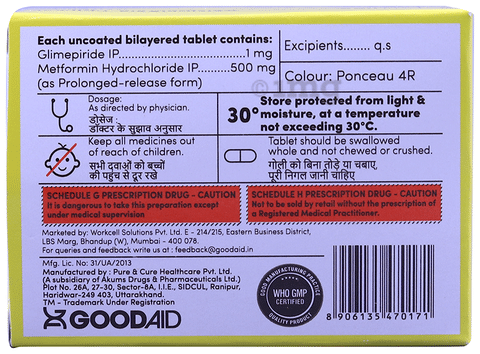 Each uncoated bilayered tablet contains:
Glimepiride IP.................................1 mg
Metformin Hydrochloride IP..........500 mg
(as Prolonged-release form)
Excipients........ q.s
Colour: Ponceau 4R
1mg
Dosage:
As directed by physician.
डोसेज :
डॉक्टर के सुझाव अनुसार
30°
Store protected from light &
moisture, at a temperature
not exceeding 30°C.
Keep all medicines out
of reach of children.
सभी दवाओं को बच्चों
की पहुंच से दूर रखें
Tablet should be swallowed
whole and not chewed or crushed.
गोली को बिना तोड़े या चबाए,
पूरी निगल जानी चाहिए
SCHEDULE G PRESCRIPTION DRUG - CAUTION
It is dangerous to take this preparation except
under medical supervision
SCHEDULE H PRESCRIPTION DRUG - CAUTION
Not to be sold by retail without the prescription of
a Registered Medical Practitioner.
Marketed by: Workcell Solutions Pvt. Ltd. E - 214/215, Eastern Business District,
LBS Marg, Bhandup (W), Mumbai - 400 078.
For queries and feedback write us at : feedback@goodaid.in
Mfg. Lic. No. 31/UA/2013
Manufactured by : Pure & Cure Healthcare Pvt. Ltd.
(A subsidiary of Akums Drugs & Pharmaceuticals Ltd.)
Plot No. 26A, 27-30, Sector-8A, I.I.E., SIDCUL, Ranipur,
Haridwar-249 403, Uttarakhand.
TM - Trademark Under Registration
GOODAID
GOOD MANUFACTURING PRACTICE
WHO GMP
CERTIFIED
QUALITY PRODUCT
8 906135 470171